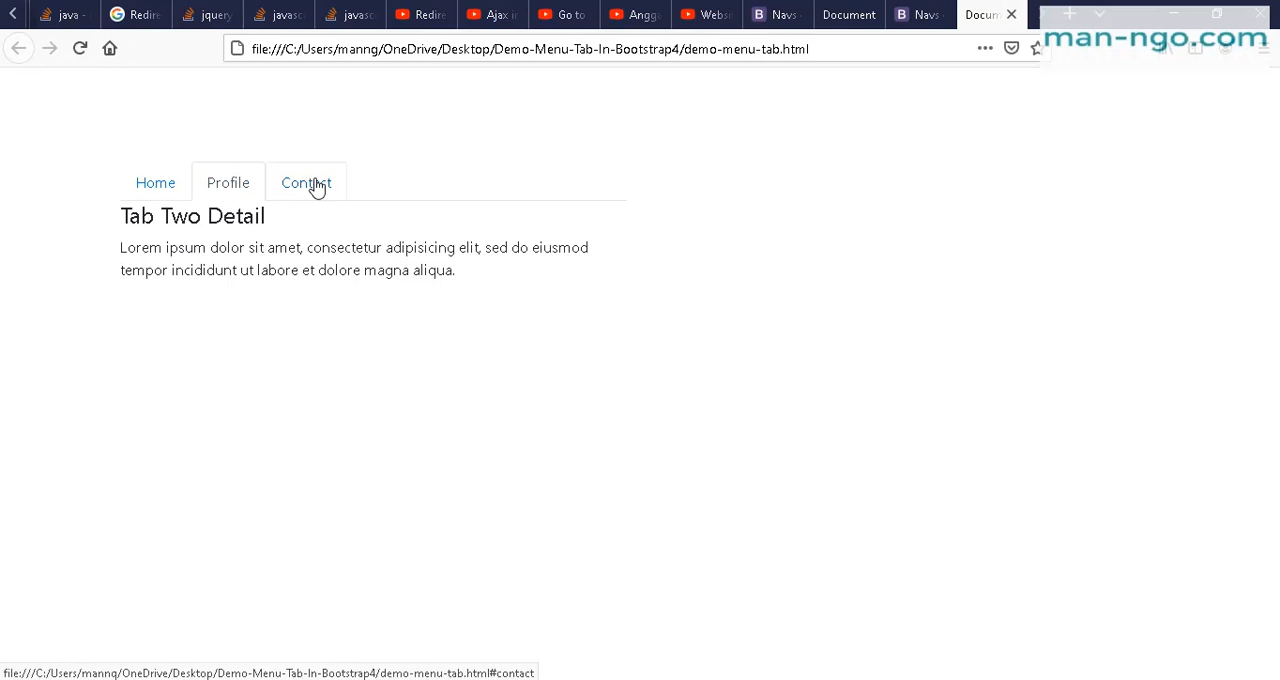 java -
Redire
jquery
javasc
javasc
Redire
Ajax i
Go to
Angga
Websi
Navs -
Document
Navs -
Docum
man-ngo.com
file:///C:/Users/mannq/OneDrive/Desktop/Demo-Menu-Tab-In-Bootstrap4/demo-menu-tab.html
Home
Profile
Contact
Tab Two Detail
Lorem ipsum dolor sit amet, consectetur adipisicing elit, sed do eiusmod
tempor incididunt ut labore et dolore magna aliqua.
file:///C:/Users/mannq/OneDrive/Desktop/Demo-Menu-Tab-In-Bootstrap4/demo-menu-tab.html#contact